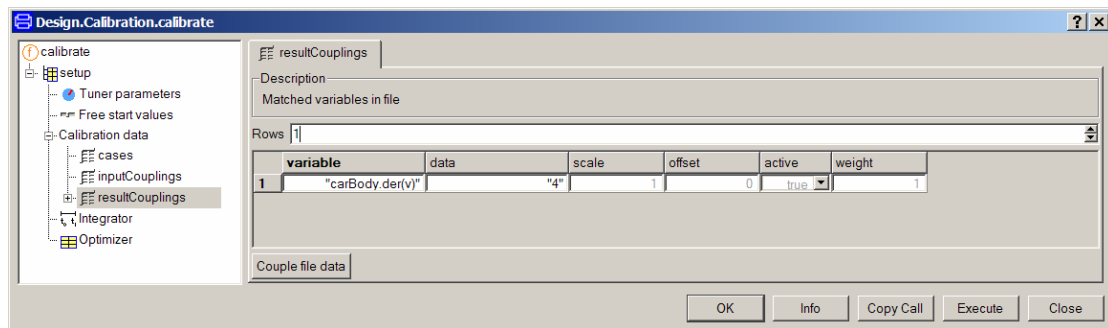 Design.Calibration.calibrate
? ×
calibrate
setup
Tuner parameters
Free start values
Calibration data
cases
inputCouplings
resultCouplings
Integrator
Optimizer
resultCouplings
Description
Matched variables in file
Rows 1
variable data scale offset active weight
1 "carBody.der(v)" "4" 1 0 true 1
Couple file data
OK Info Copy Call Execute Close